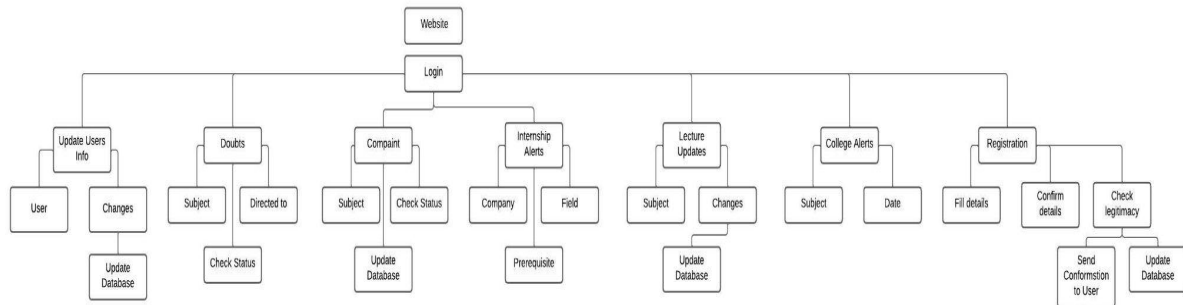 Website
Login
Update Users
Info
Doubts
Compaint
Internship
Alerts
Lecture
Updates
College Alerts
Registration
User
Changes
Subject
Directed to
Subject
Check Status
Company
Field
Subject
Changes
Subject
Date
Fill details
Confirm
details
Check
legitimacy
Update
Database
Check Status
Update
Database
Prerequisite
Update
Database
Send
Conformstion
to User
Update
Database